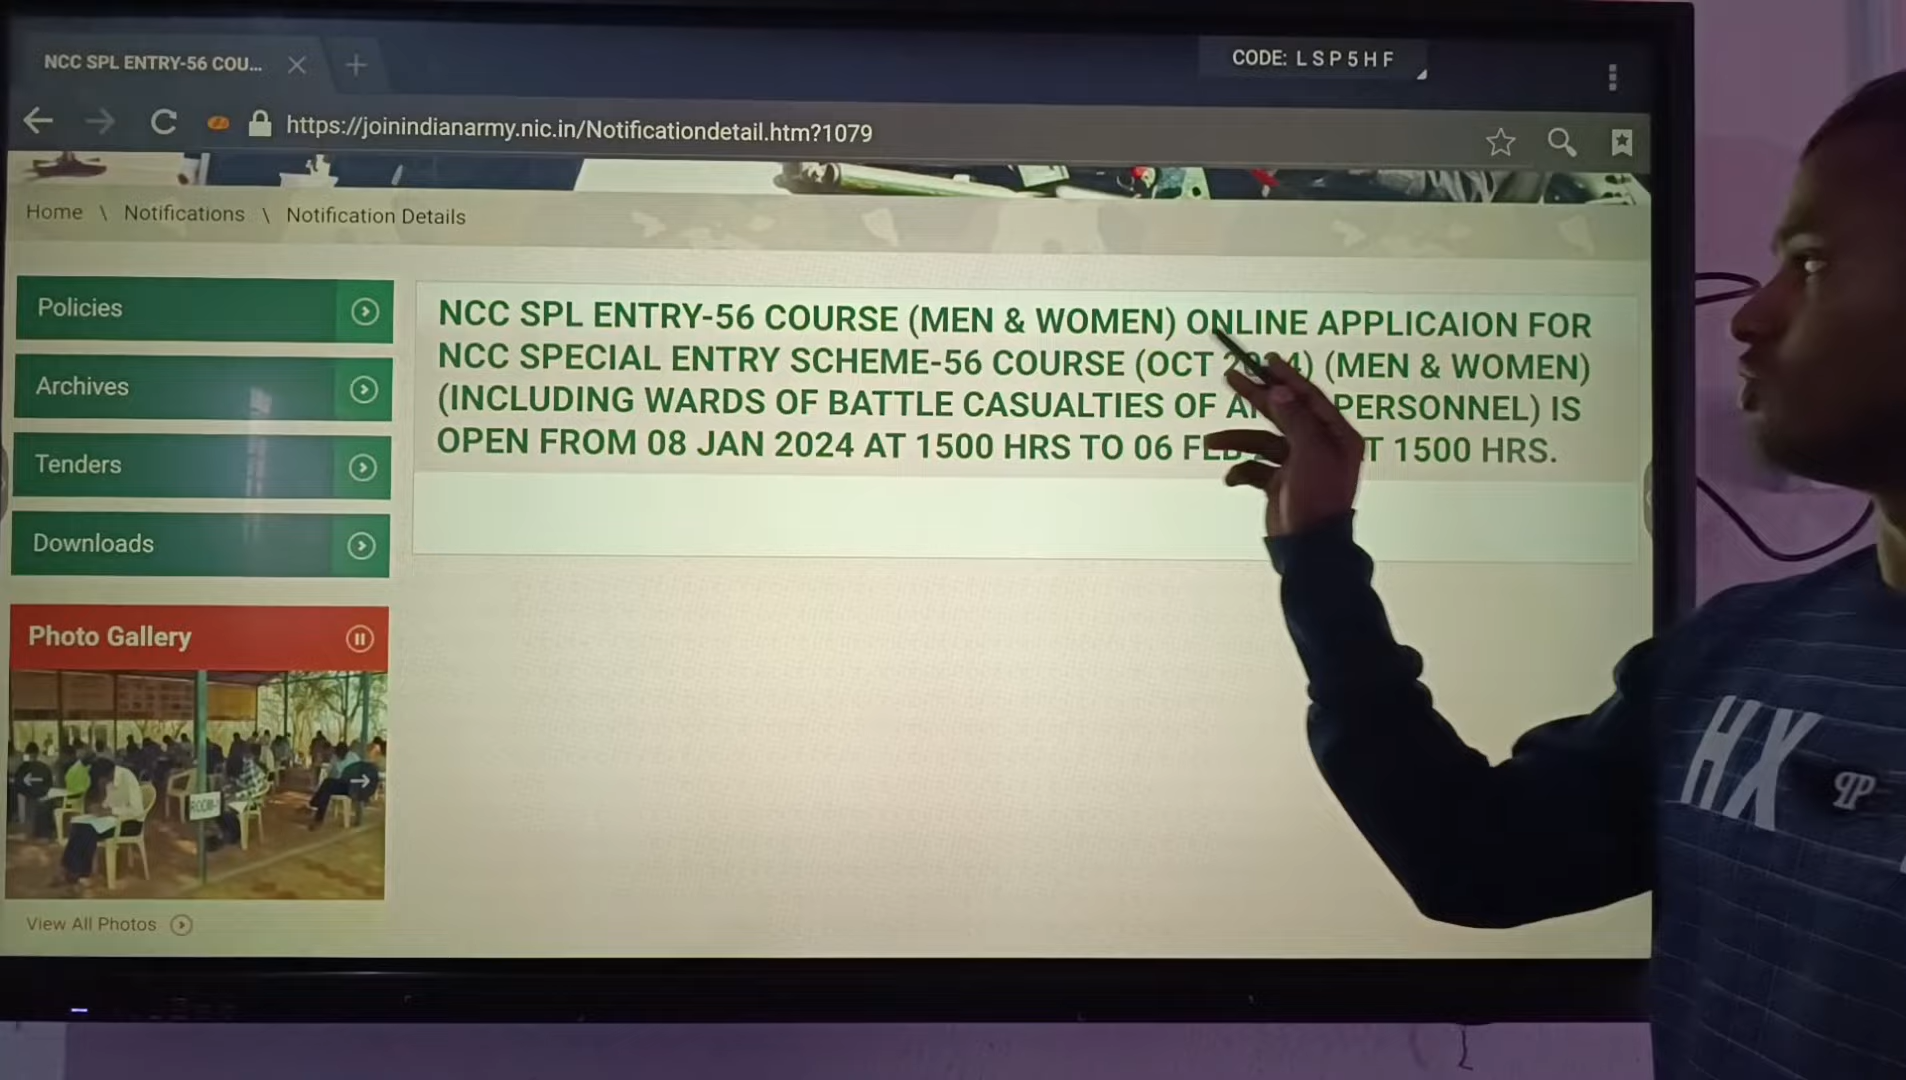 NCC SPL ENTRY-56 COU...
CODE: LSP5HF
https://joinindianarmy.nic.in/Notificationdetail.htm?1079
Home \ Notifications \ Notification Details
Policies
Archives
Tenders
Downloads
Photo Gallery
View All Photos
NCC SPL ENTRY-56 COURSE (MEN & WOMEN) ONLINE APPLICAION FOR
NCC SPECIAL ENTRY SCHEME-56 COURSE (OCT (MEN & WOMEN)
(INCLUDING WARDS OF BATTLE CASUALTIES OF PERSONNEL) IS
OPEN FROM 08 JAN 2024 AT 1500 HRS TO 06 1500 HRS.
HX